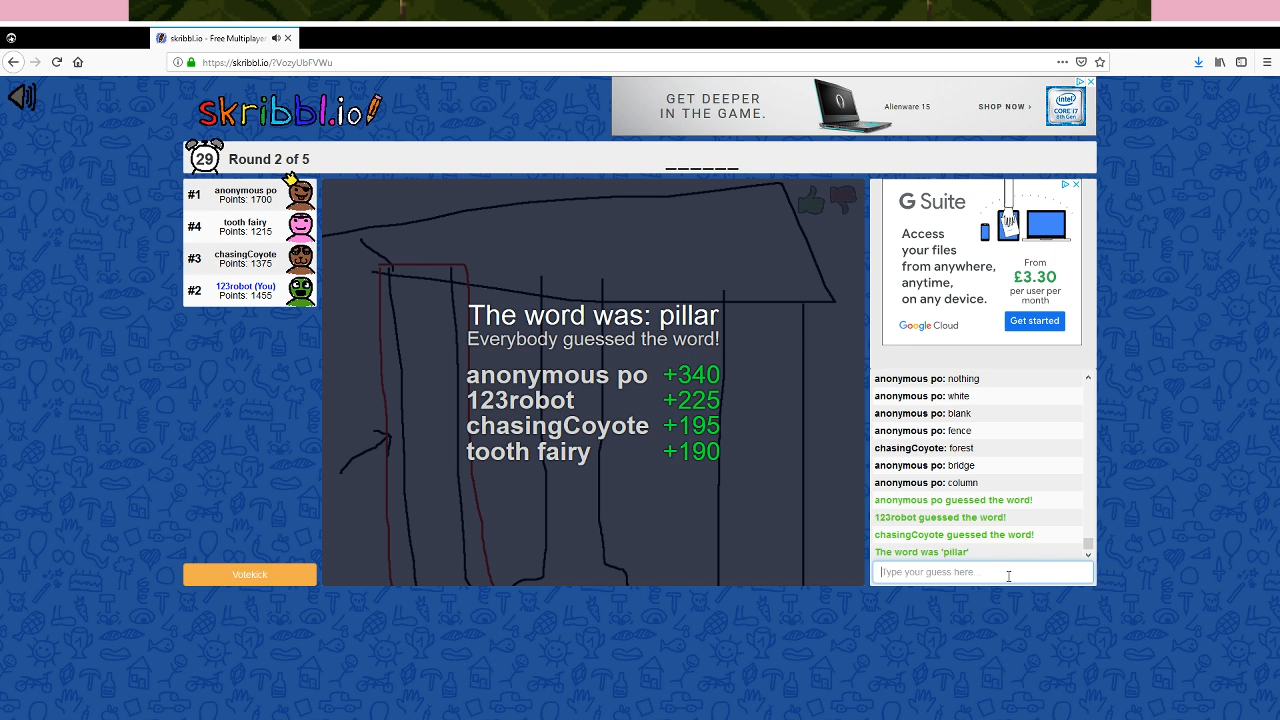 skribbl.io - Free Multiplayer
https://skribbl.io/?VozyUbFVWu
skribbl.io
GET DEEPER
IN THE GAME.
Alienware 15
SHOP NOW ›
intel
CORE i7
8th Gen
29
Round 2 of 5
______
#1
anonymous po
Points: 1700
#4
tooth fairy
Points: 1215
#3
chasingCoyote
Points: 1375
#2
123robot (You)
Points: 1455
Votekick
The word was: pillar
Everybody guessed the word!
anonymous po +340
123robot +225
chasingCoyote +195
tooth fairy +190
G Suite
Access
your files
from anywhere,
anytime,
on any device.
From
£3.30
per user per
month
Google Cloud
Get started
anonymous po: nothing
anonymous po: white
anonymous po: blank
anonymous po: fence
chasingCoyote: forest
anonymous po: bridge
anonymous po: column
anonymous po guessed the word!
123robot guessed the word!
chasingCoyote guessed the word!
The word was 'pillar'
Type your guess here...